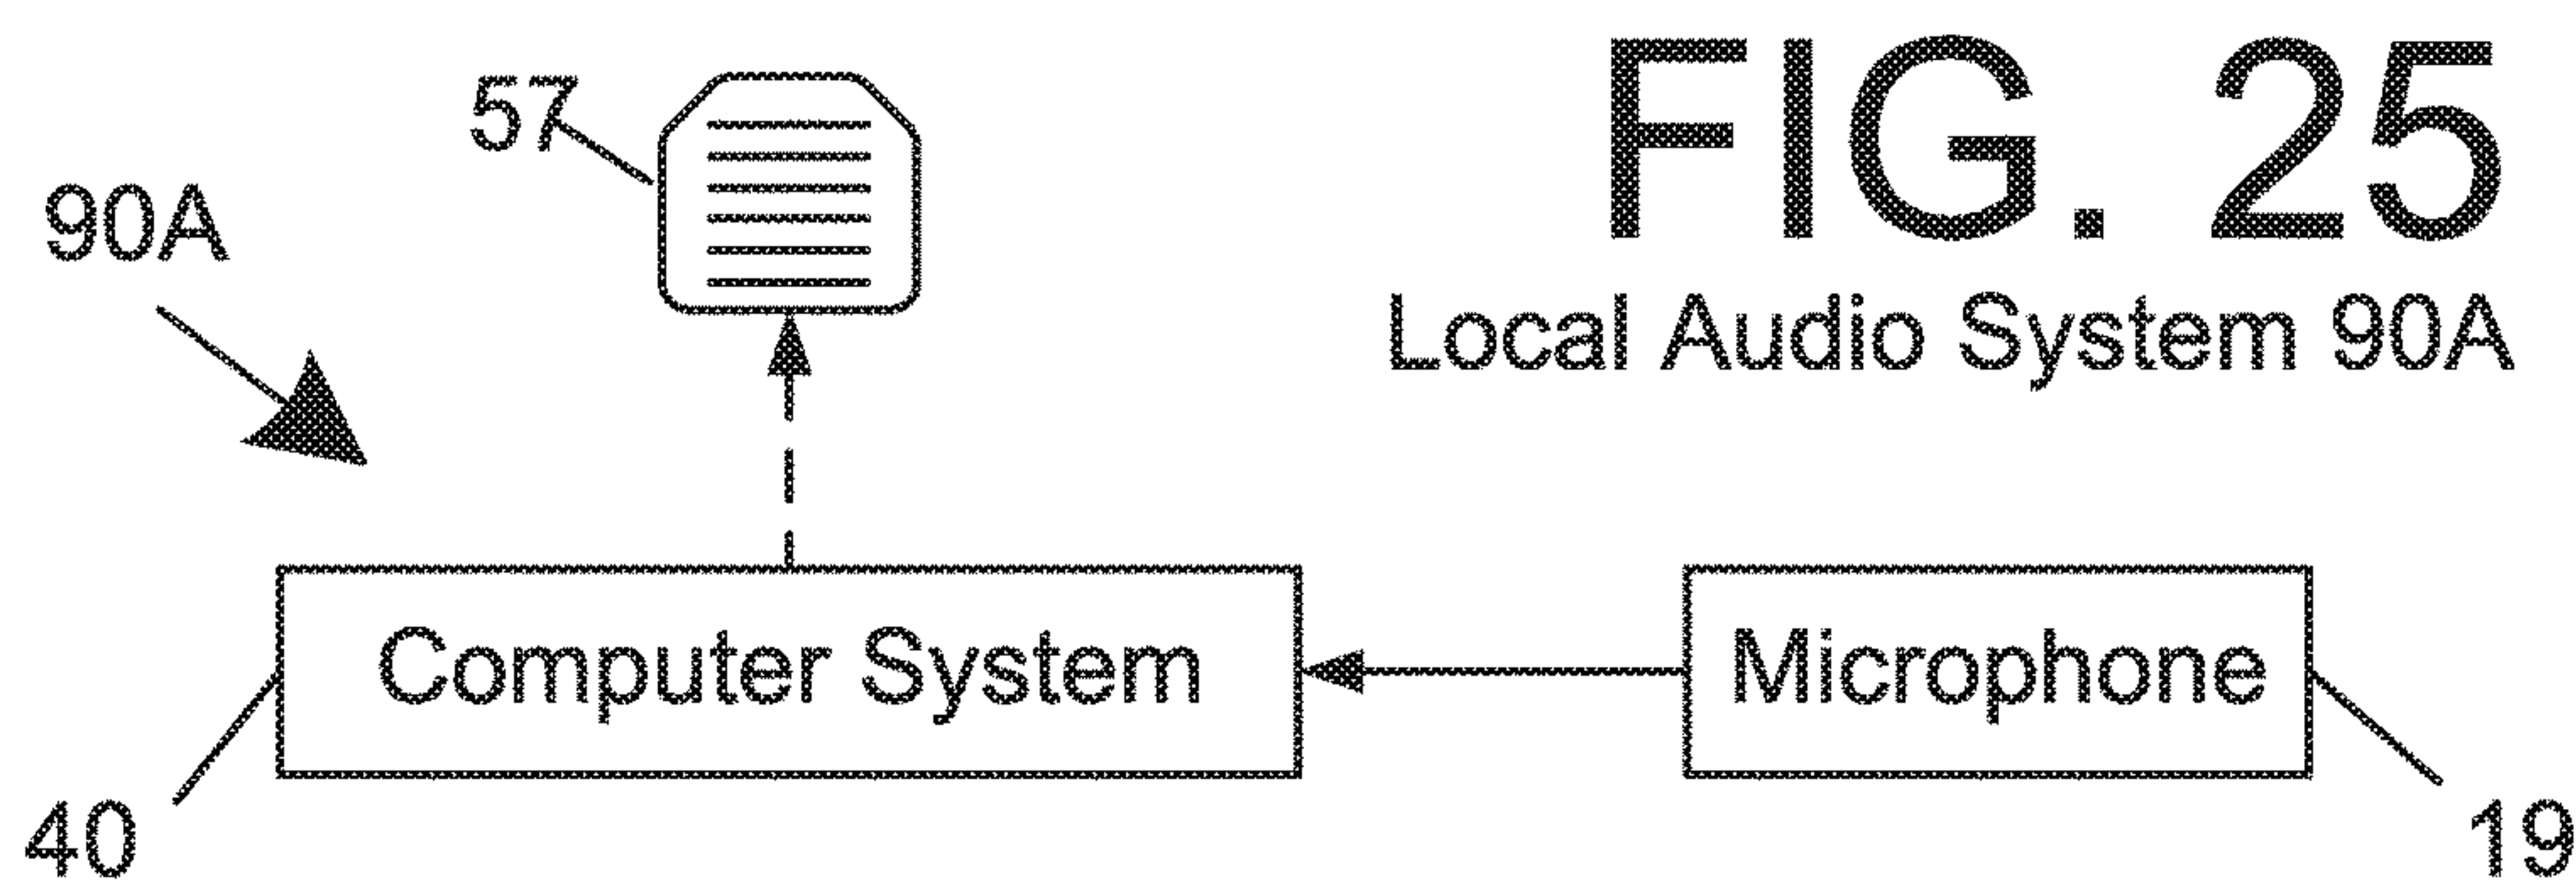 FIG. 25
Local Audio System 90A
57
90A
Computer System
Microphone
40
19